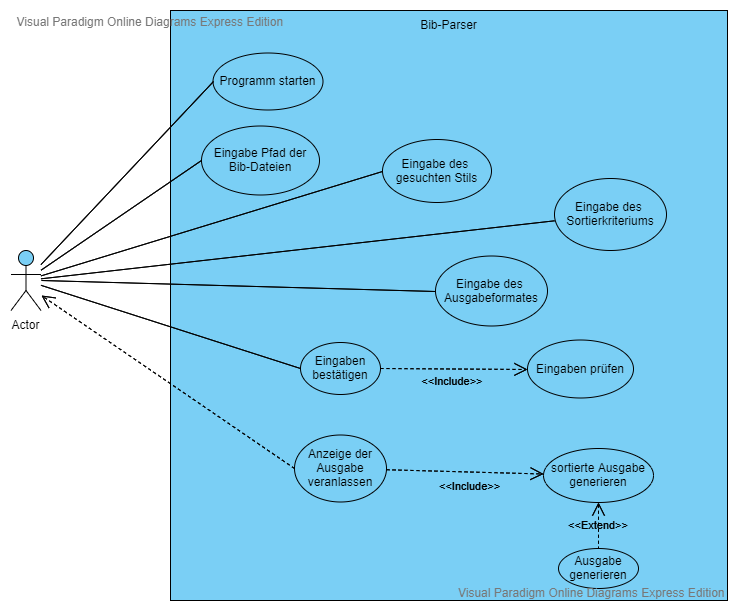 Visual Paradigm Online Diagrams Express Edition
Bib-Parser
Programm starten
Eingabe Pfad der
Bib-Dateien
Eingabe des
gesuchten Stils
Eingabe des
Sortierkriteriums
Eingabe des
Ausgabeformates
Actor
Eingaben
bestätigen
<<Include>>
Eingaben prüfen
Anzeige der
Ausgabe
veranlassen
<<Include>>
sortierte Ausgabe
generieren
<<Extend>>
Ausgabe
generieren
Visual Paradigm Online Diagrams Express Edition